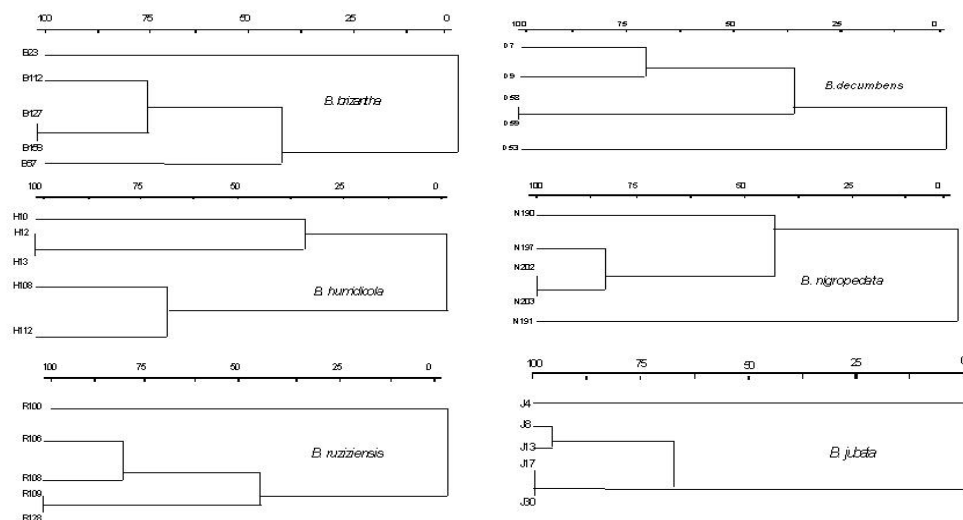 100 75 50 25 0
B23
B112
B. brizantha
B127
B158
B57
100 75 50 25 0
D7
D9
B. decumbens
D58
D59
D53
100 75 50 25 0
H10
H12
H13
H108
B. humidicola
H112
100 75 50 25 0
N190
N197
N202
B. nigropedata
N203
N191
100 75 50 25 0
R100
R106
B. ruziziensis
R108
R109
R128
100 75 50 25 0
J4
J8
J13
B. jubata
J17
J30